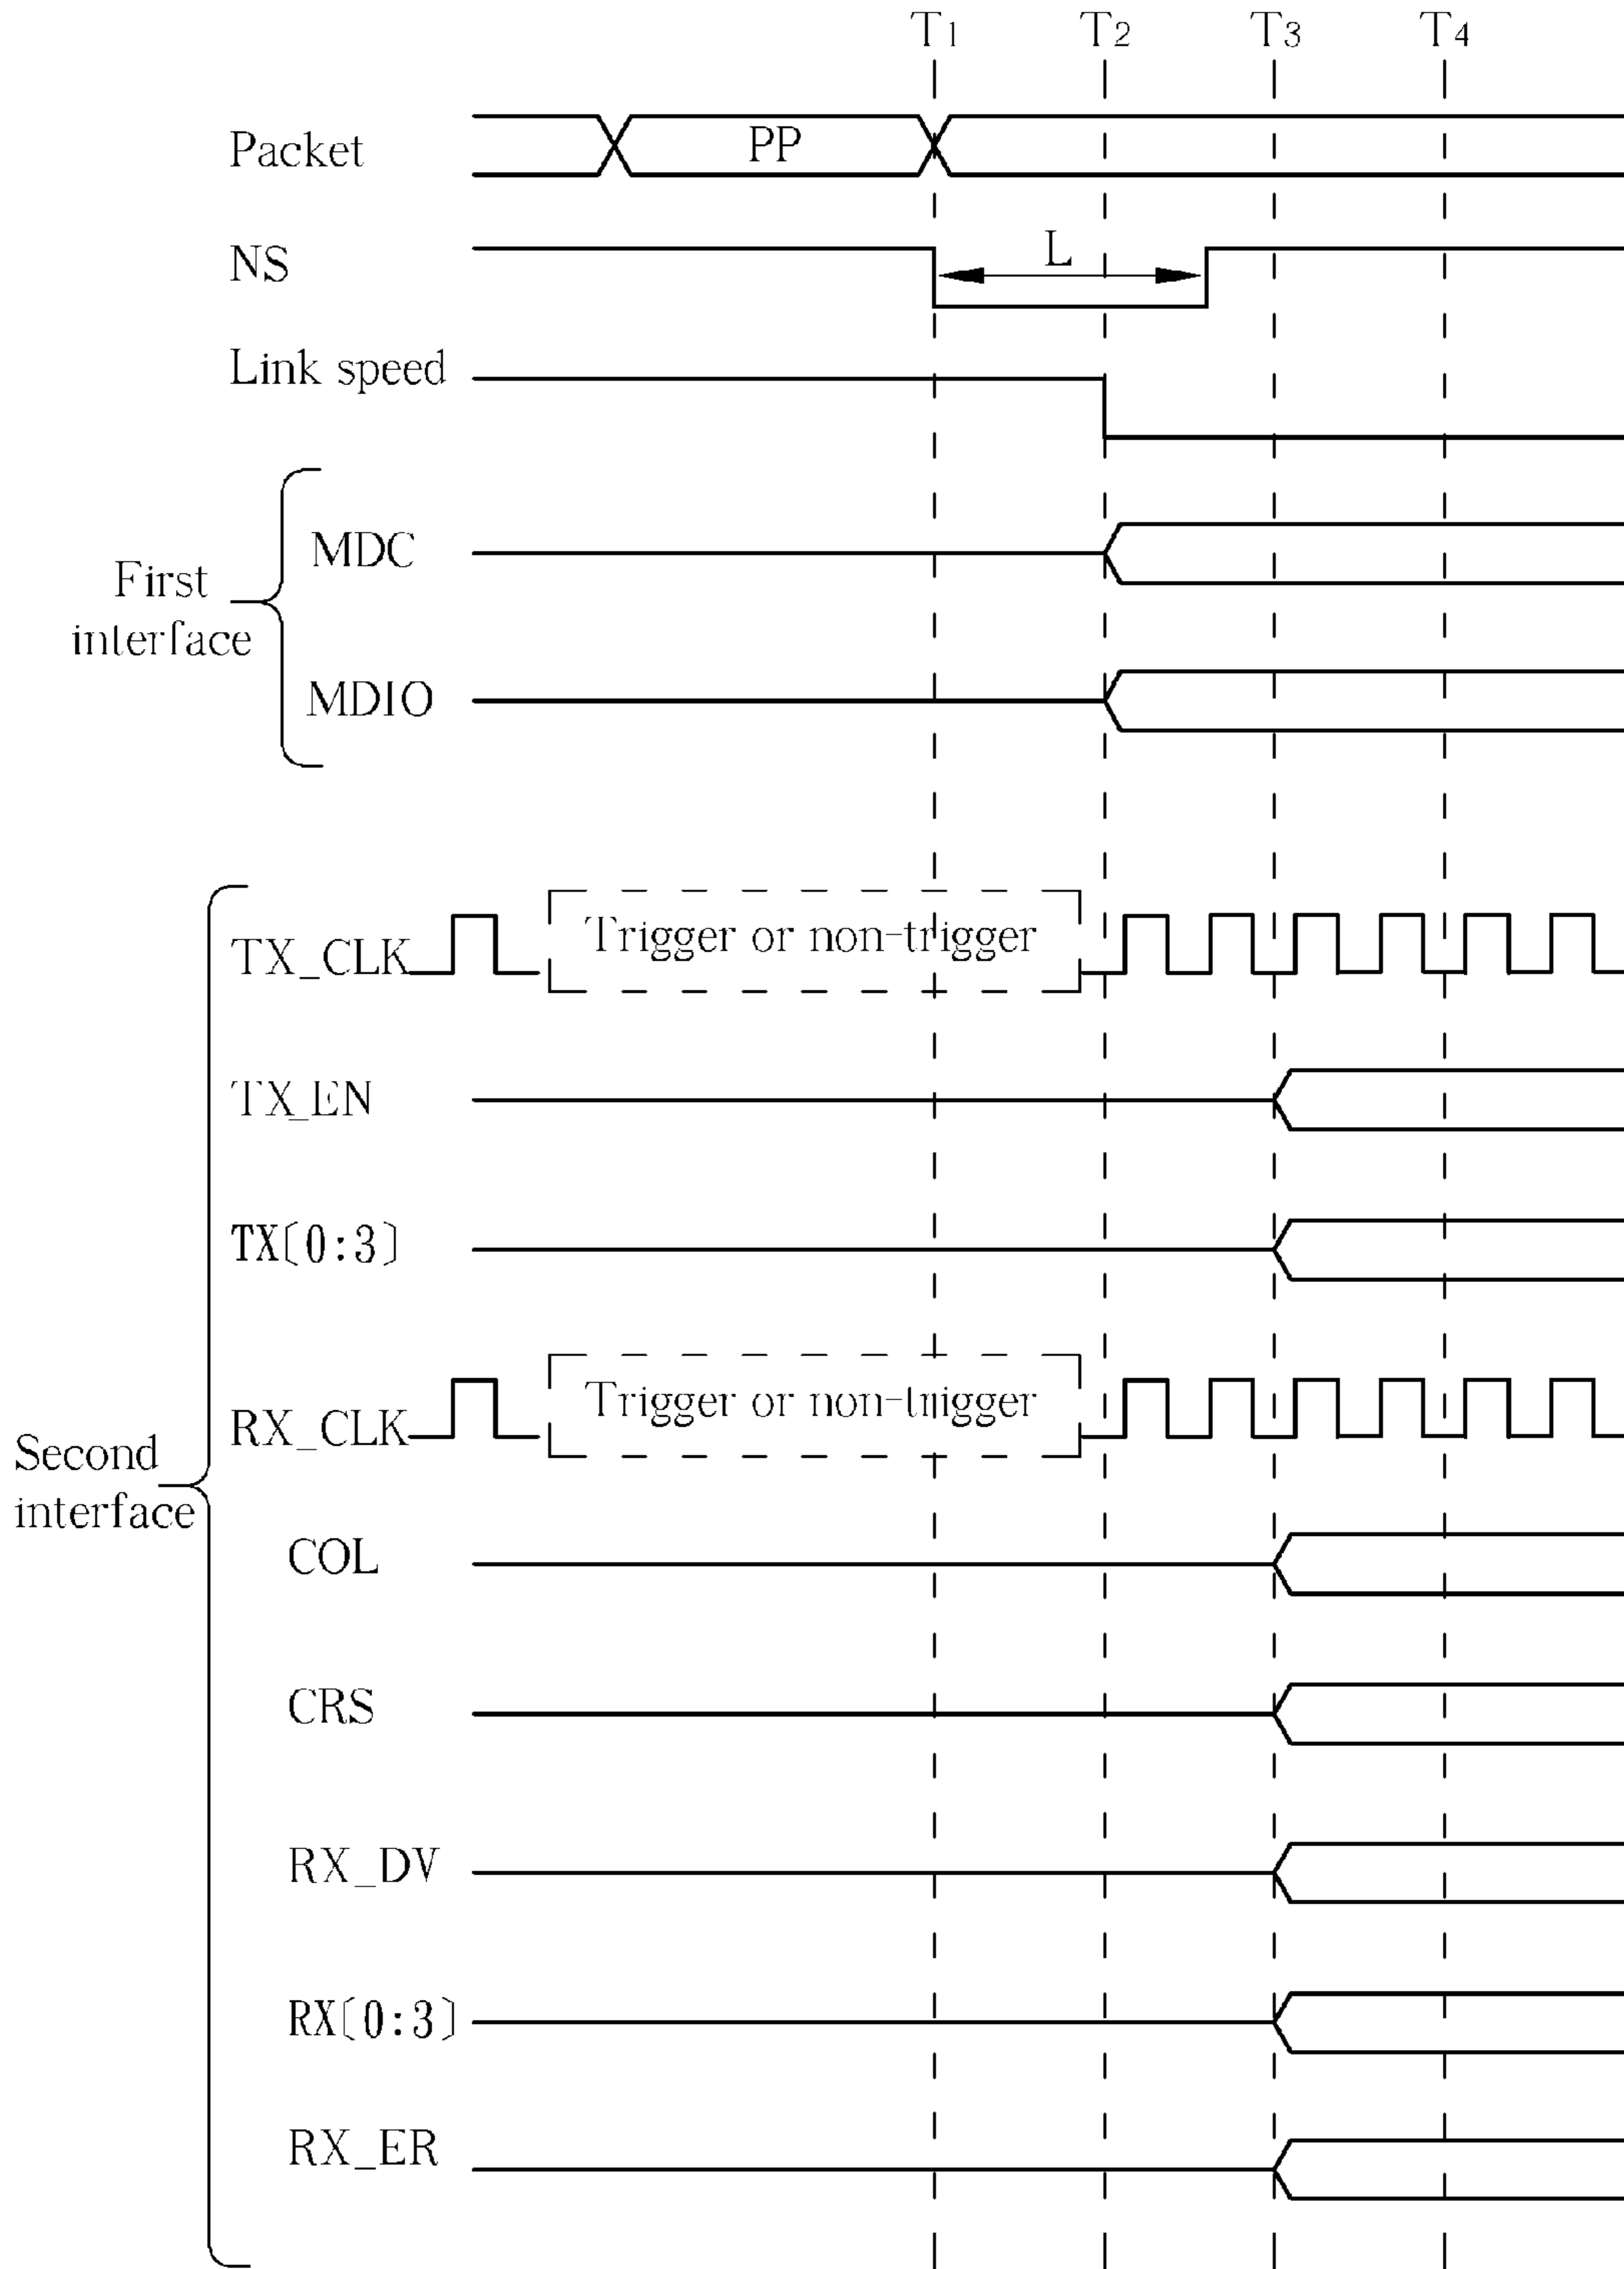 T1 T2 T3 T4
Packet PP
NS L
Link speed
First
interface
MDC
MDIO
TX_CLK Trigger or non-trigger
TX_EN
TX[0:3]
RX_CLK Trigger or non-trigger
Second
interface
COL
CRS
RX_DV
RX[0:3]
RX_ER